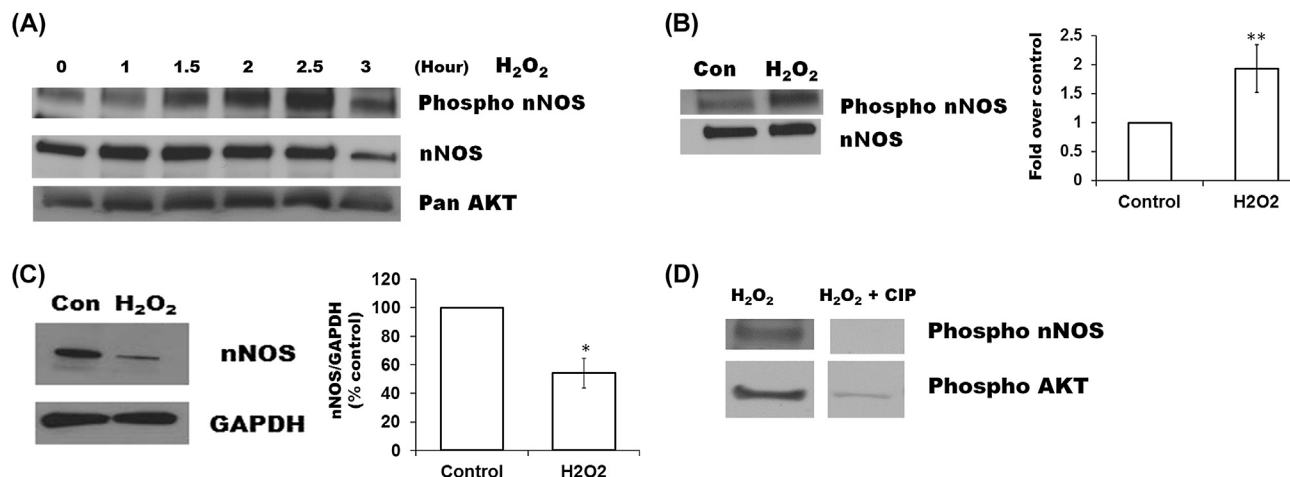 (A)
0 1 1.5 2 2.5 3 (Hour) H₂O₂
Phospho nNOS
nNOS
Pan AKT
(B)
Con H₂O₂
Phospho nNOS
nNOS
Fold over control
2.5
2
1.5
1
0.5
0
**
Control H2O2
(C)
Con H₂O₂
nNOS
GAPDH
nNOS/GAPDH
(% control)
120
100
80
60
40
20
0
*
Control H2O2
(D)
H₂O₂ H₂O₂ + CIP
Phospho nNOS
Phospho AKT